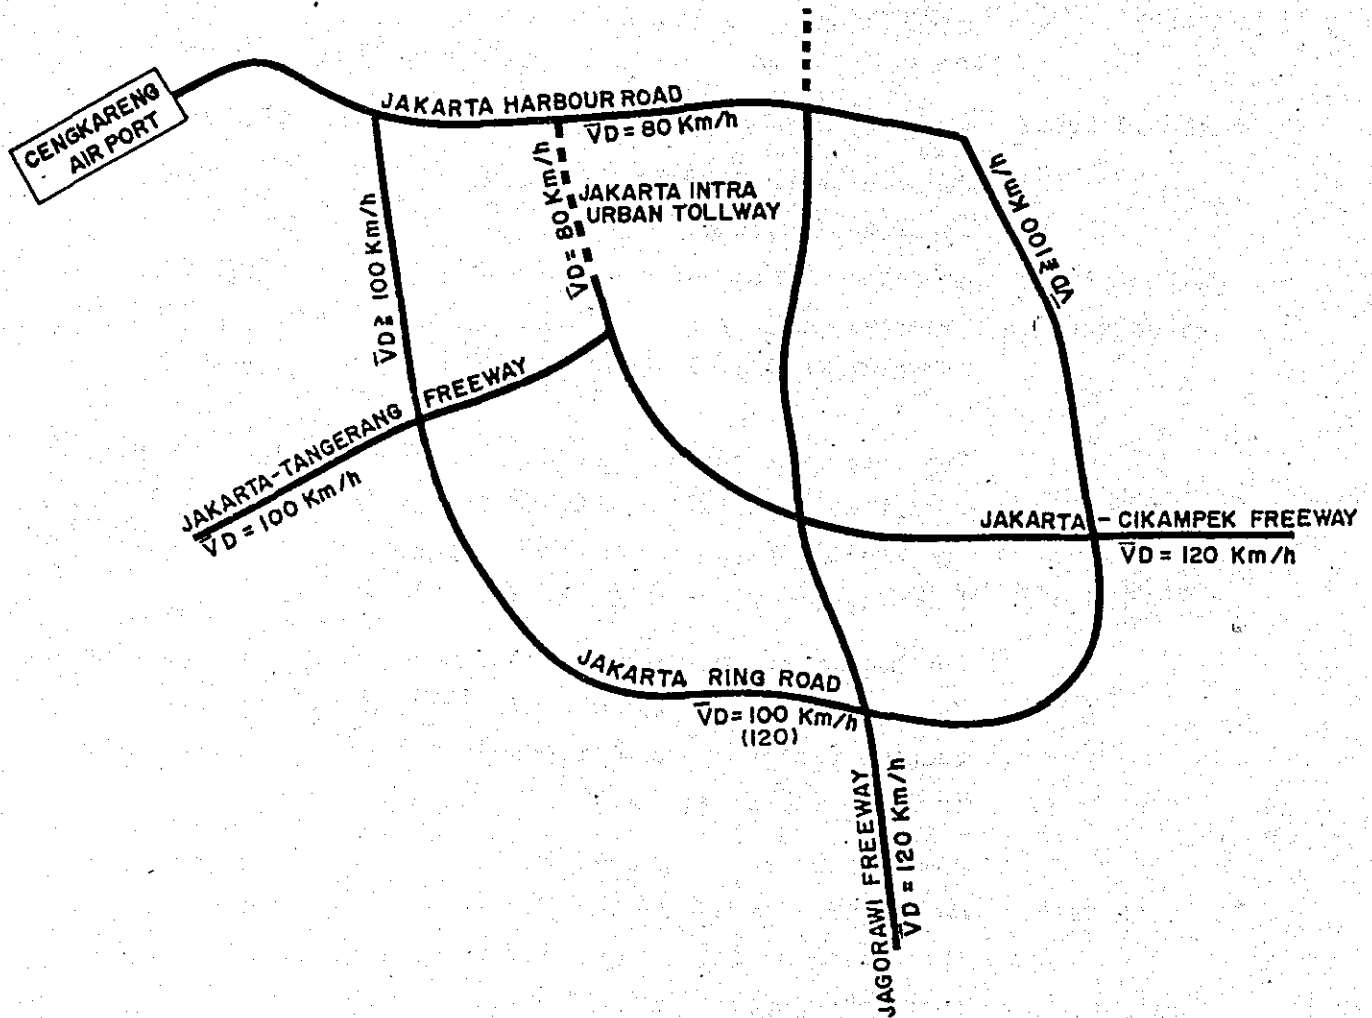 CENGKARENG
AIR PORT
JAKARTA HARBOUR ROAD
V̅D = 80 Km/h
V̅D = 80 Km/h
JAKARTA INTRA
URBAN TOLLWAY
V̅D ≧ 100 Km/h
V̅D ≧ 100 Km/h
JAKARTA-TANGERANG FREEWAY
V̅D = 100 Km/h
JAKARTA - CIKAMPEK FREEWAY
V̅D = 120 Km/h
JAKARTA RING ROAD
V̅D = 100 Km/h
(120)
JAGORAWI FREEWAY
V̅D = 120 Km/h